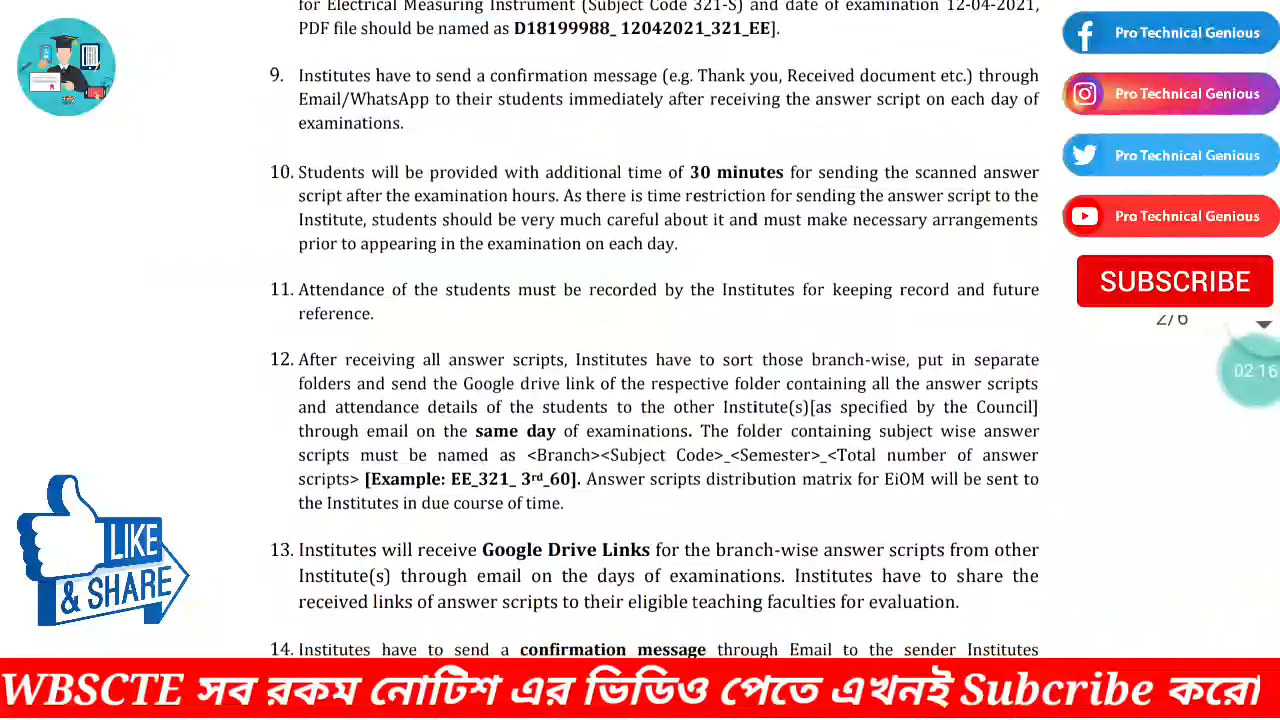 for Electrical Measuring Instrument (Subject Code 321-S) and date of examination 12-04-2021,
PDF file should be named as D18199988_ 12042021_321_EE].
9. Institutes have to send a confirmation message (e.g. Thank you, Received document etc.) through
Email/WhatsApp to their students immediately after receiving the answer script on each day of
examinations.
10. Students will be provided with additional time of 30 minutes for sending the scanned answer
script after the examination hours. As there is time restriction for sending the answer script to the
Institute, students should be very much careful about it and must make necessary arrangements
prior to appearing in the examination on each day.
11. Attendance of the students must be recorded by the Institutes for keeping record and future
reference.
12. After receiving all answer scripts, Institutes have to sort those branch-wise, put in separate
folders and send the Google drive link of the respective folder containing all the answer scripts
and attendance details of the students to the other Institute(s)[as specified by the Council]
through email on the same day of examinations. The folder containing subject wise answer
scripts must be named as <Branch><Subject Code>_<Semester>_<Total number of answer
scripts> [Example: EE_321_ 3rd_60]. Answer scripts distribution matrix for EiOM will be sent to
the Institutes in due course of time.
13. Institutes will receive Google Drive Links for the branch-wise answer scripts from other
Institute(s) through email on the days of examinations. Institutes have to share the
received links of answer scripts to their eligible teaching faculties for evaluation.
14. Institutes have to send a confirmation message through Email to the sender Institutes
Pro Technical Genious
Pro Technical Genious
Pro Technical Genious
Pro Technical Genious
SUBSCRIBE
2/6
02:16
LIKE
& SHARE
WBSCTE সব রকম নোটিশ এর ভিডিও পেতে এখনই Subcribe করো